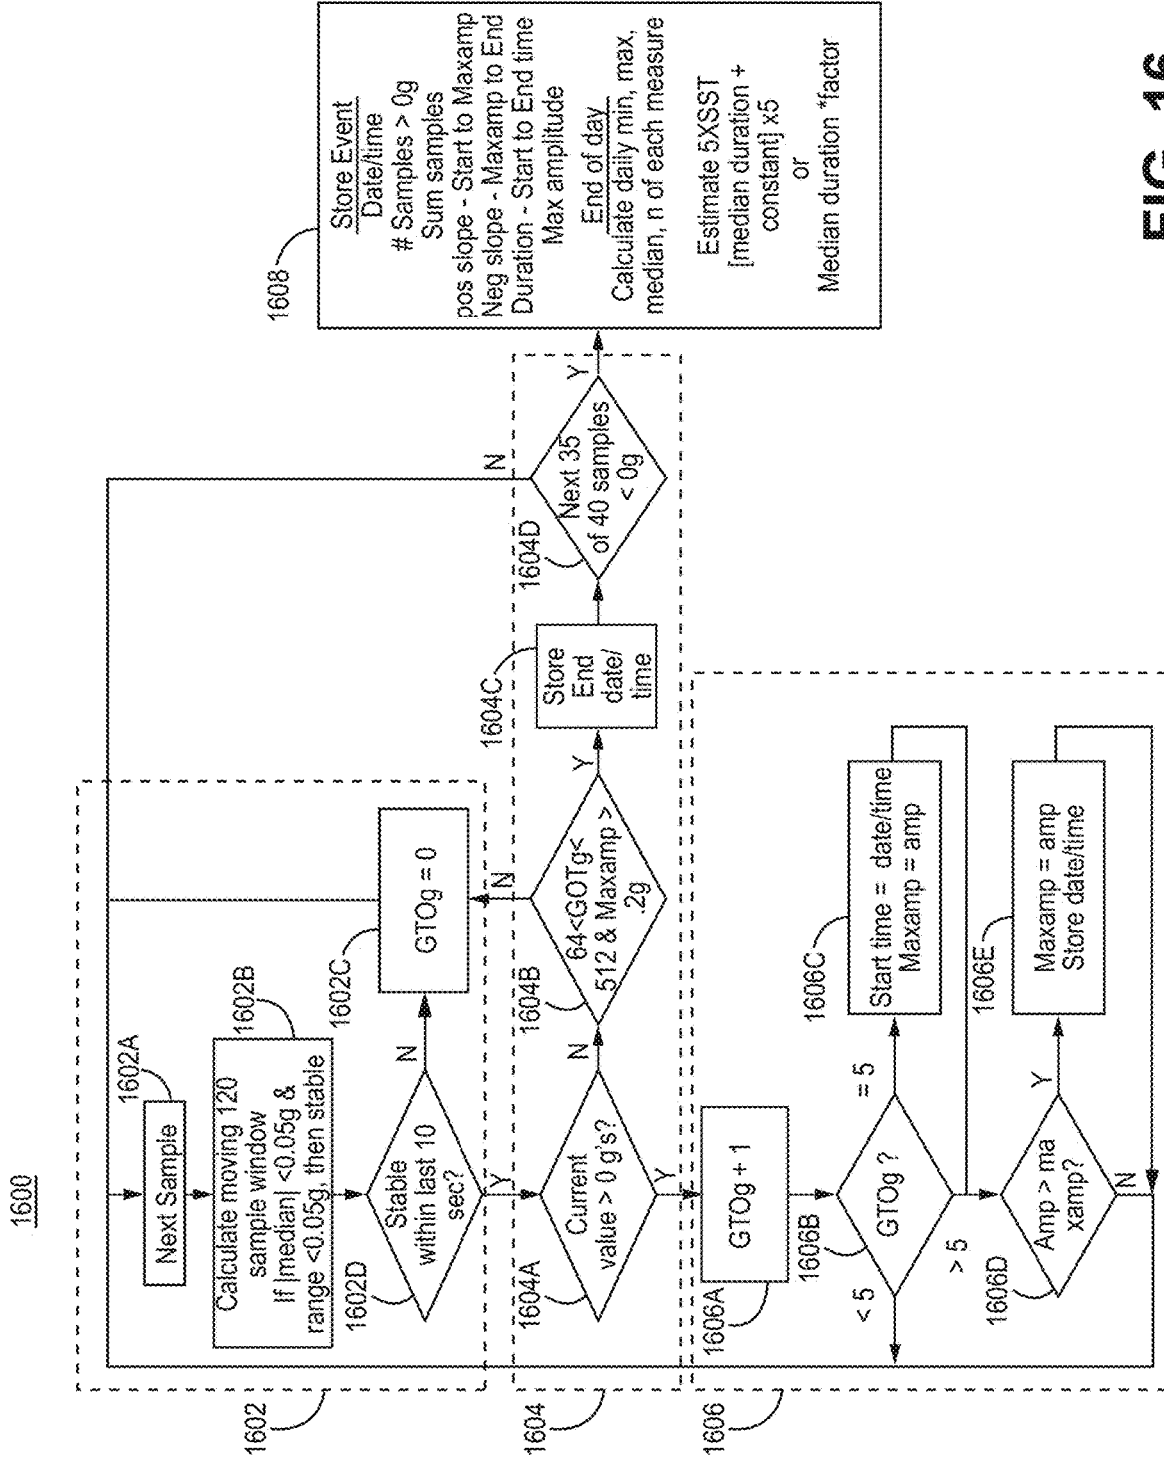 1600
1602
1602A
Next Sample
1602B
Calculate moving 120
sample window
If |median| <0.05g &
range <0.05g, then stable
1602C
GTOg = 0
1602D
Stable
within last 10
sec?
N
Y
1604
1604A
Current
value > 0 g's?
N
Y
1604B
64<GOTg<
512 & Maxamp >
.2g
N
Y
1604C
Store
End
date/
time
1604D
Next 35
of 40 samples
< 0g
N
Y
1606
1606A
GTOg + 1
1606B
GTOg ?
< 5
= 5
> 5
1606C
Start time = date/time
Maxamp = amp
1606D
Amp > ma
xamp?
Y
N
1606E
Maxamp = amp
Store date/time
1608
Store Event
Date/time
# Samples > 0g
Sum samples
pos slope - Start to Maxamp
Neg slope - Maxamp to End
Duration - Start to End time
Max amplitude
End of day
Calculate daily min, max,
median, n of each measure
Estimate 5XSST
[median duration +
constant] x5
or
Median duration *factor
FIG. 16